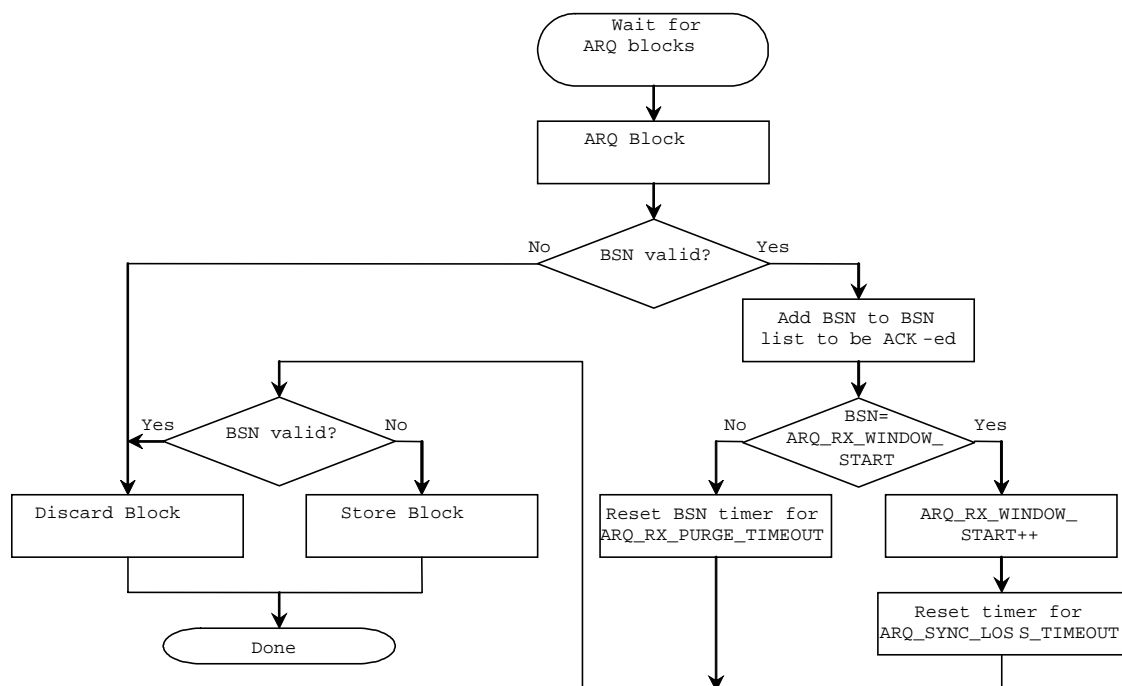 Wait for
ARQ blocks
ARQ Block
No
BSN valid?
Yes
Add BSN to BSN
list to be ACK -ed
Yes
BSN valid?
No
No
BSN=
ARQ_RX_WINDOW_
START
Yes
Discard Block
Store Block
Reset BSN timer for
ARQ_RX_PURGE_TIMEOUT
ARQ_RX_WINDOW_
START++
Reset timer for
ARQ_SYNC_LOS S_TIMEOUT
Done